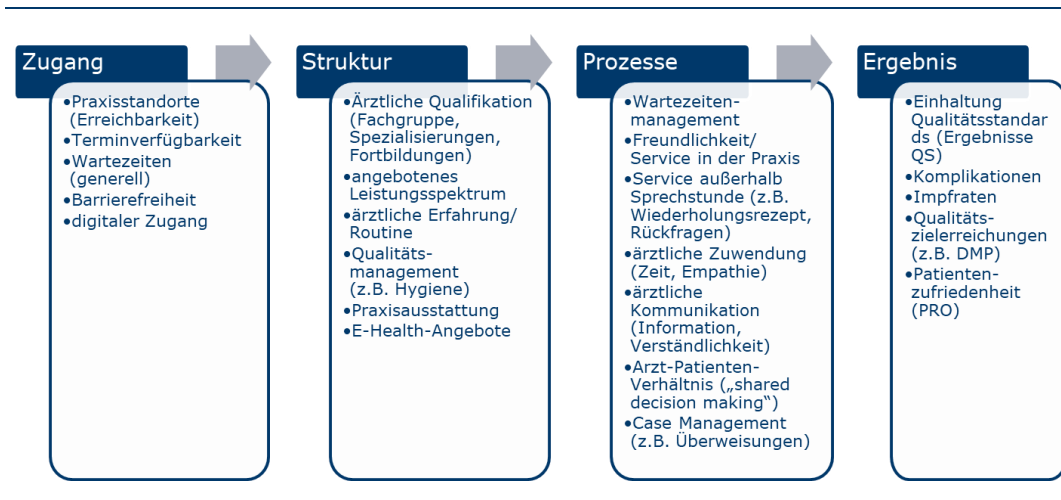 Zugang
•Praxisstandorte
(Erreichbarkeit)
•Terminverfügbarkeit
•Wartezeiten
(generell)
•Barrierefreiheit
•digitaler Zugang
Struktur
•Ärztliche Qualifikation
(Fachgruppe,
Spezialisierungen,
Fortbildungen)
•angebotenes
Leistungsspektrum
•ärztliche Erfahrung/
Routine
•Qualitäts-
management
(z.B. Hygiene)
•Praxisausstattung
•E-Health-Angebote
Prozesse
•Wartezeiten-
management
•Freundlichkeit/
Service in der Praxis
•Service außerhalb
Sprechstunde (z.B.
Wiederholungsrezept,
Rückfragen)
•ärztliche Zuwendung
(Zeit, Empathie)
•ärztliche
Kommunikation
(Information,
Verständlichkeit)
•Arzt-Patienten-
Verhältnis („shared
decision making“)
•Case Management
(z.B. Überweisungen)
Ergebnis
•Einhaltung
Qualitätsstandar
ds (Ergebnisse
QS)
•Komplikationen
•Impfraten
•Qualitäts-
zielerreichungen
(z.B. DMP)
•Patienten-
zufriedenheit
(PRO)